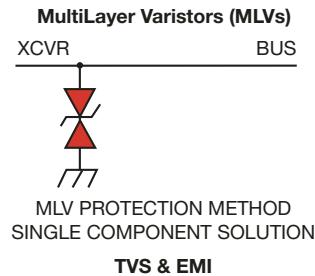 MultiLayer Varistors (MLVs)
XCVR BUS
MLV PROTECTION METHOD
SINGLE COMPONENT SOLUTION
TVS & EMI